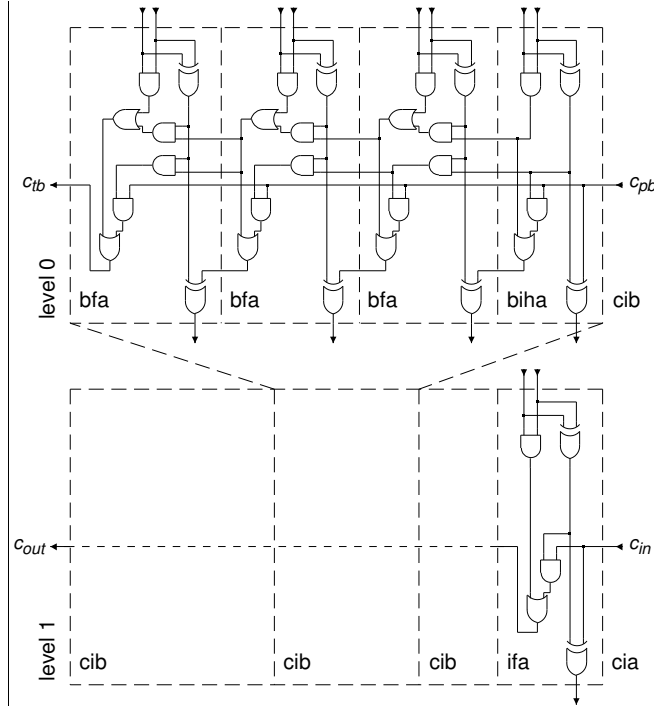 c_tb
c_pb
level 0
bfa
bfa
bfa
biha
cib
c_out
c_in
level 1
cib
cib
cib
ifa
cia